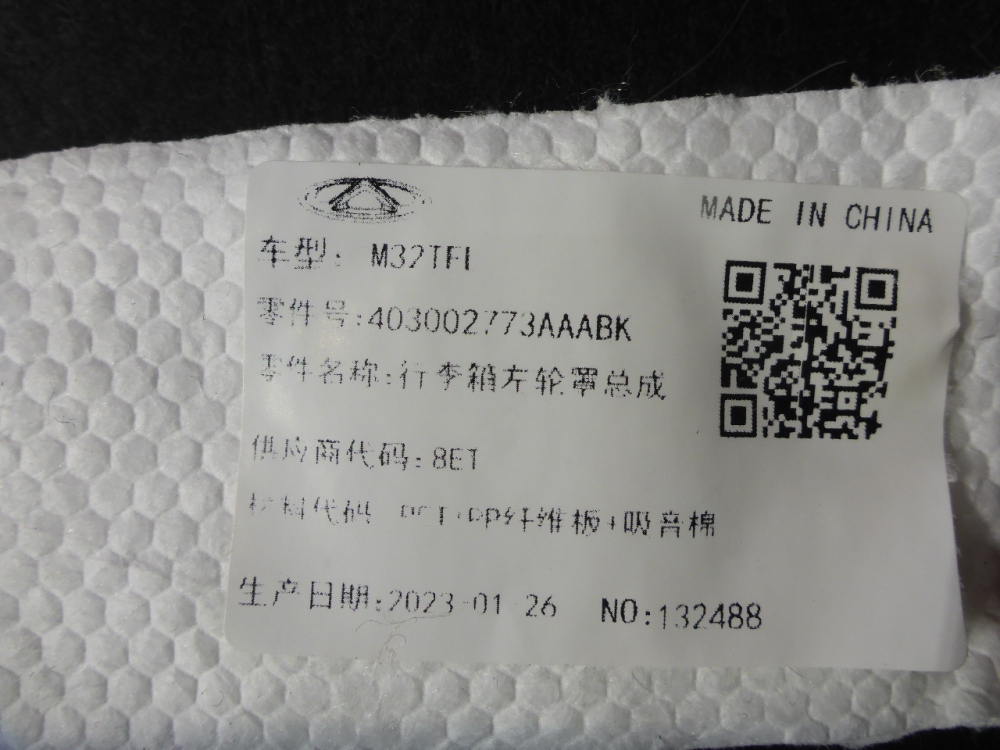 MADE IN CHINA
车型: M32TFI
零件号:403002773AAABK
零件名称:行李箱左轮罩总成
供应商代码:8ET
材料代码 PET+PP纤维板+吸音棉
生产日期:2023-01-26 NO:132488